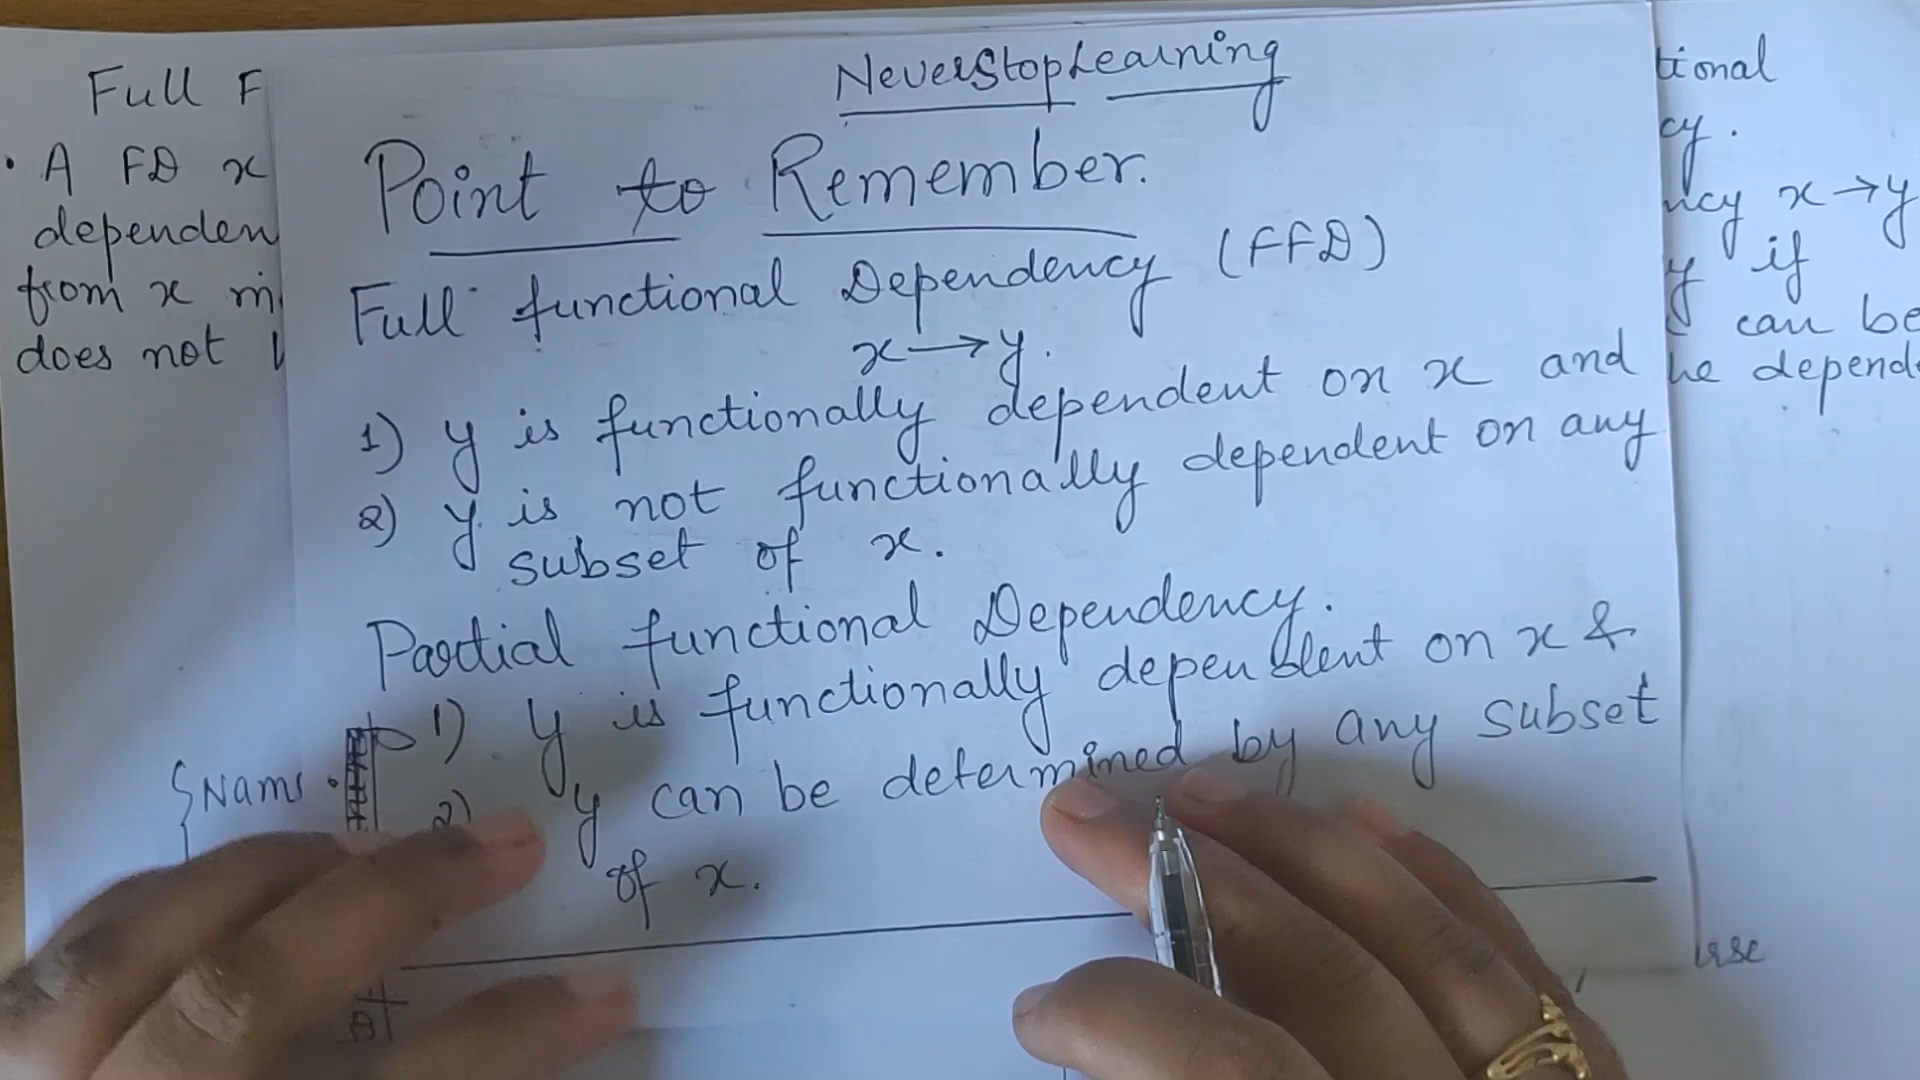 NeverStopLearning
Point to Remember.
Full functional Dependency (FFD)
x → y.
1) y is functionally dependent on x and
2) y is not functionally dependent on any
subset of x.
Partial functional Dependency.
1) y is functionally dependent on x &
2) y can be determined by any subset
of x.
Full F
• A FD x
dependen
from x
does not
{Name
tional
cy.
ncy x → y
y if
can be
he depend